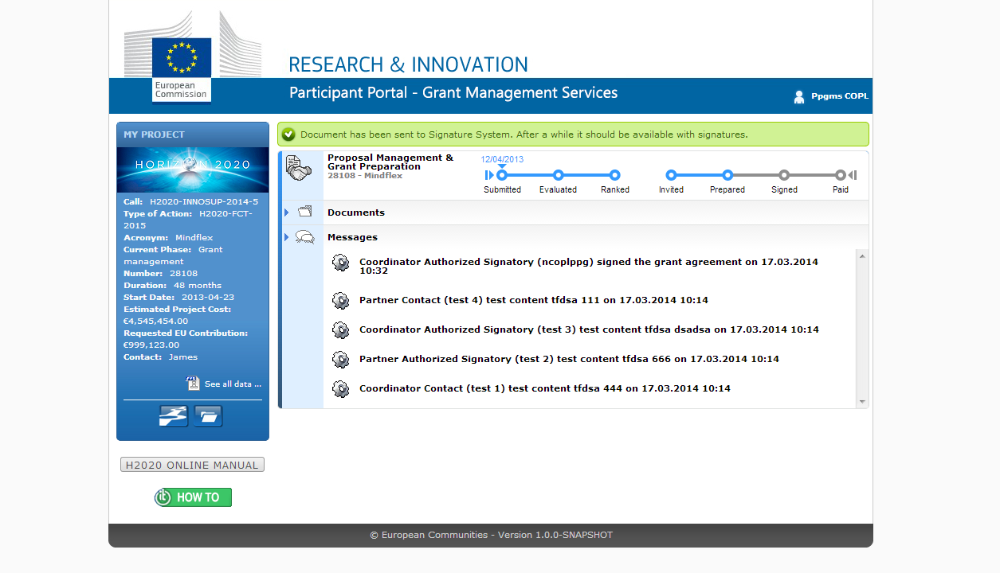 RESEARCH & INNOVATION
European
Commission
Participant Portal - Grant Management Services
Ppgms COPL
MY PROJECT
HORIZON 2020
Call: H2020-INNOSUP-2014-5
Type of Action: H2020-FCT-
2015
Acronym: Mindflex
Current Phase: Grant
management
Number: 28108
Duration: 48 months
Start Date: 2013-04-23
Estimated Project Cost:
€4,545,454.00
Requested EU Contribution:
€999,123.00
Contact: James
See all data ...
H2020 ONLINE MANUAL
it HOW TO
Document has been sent to Signature System. After a while it should be available with signatures.
Proposal Management &
Grant Preparation
28108 - Mindflex
12/04/2013
Submitted Evaluated Ranked Invited Prepared Signed Paid
Documents
Messages
Coordinator Authorized Signatory (ncoplppg) signed the grant agreement on 17.03.2014
10:32
Partner Contact (test 4) test content tfdsa 111 on 17.03.2014 10:14
Coordinator Authorized Signatory (test 3) test content tfdsa dsadsa on 17.03.2014 10:14
Partner Authorized Signatory (test 2) test content tfdsa 666 on 17.03.2014 10:14
Coordinator Contact (test 1) test content tfdsa 444 on 17.03.2014 10:14
© European Communities - Version 1.0.0-SNAPSHOT